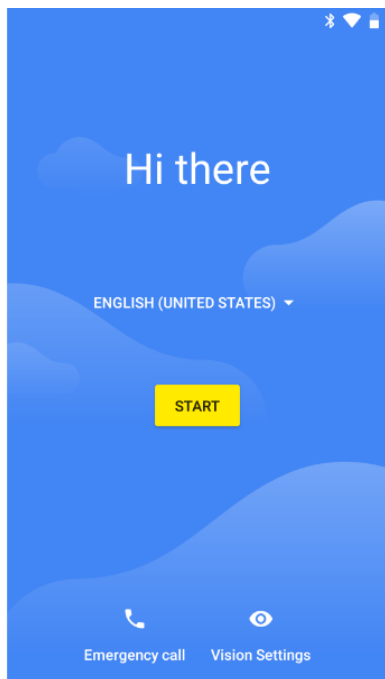 Hi there
ENGLISH (UNITED STATES)
START
Emergency call
Vision Settings